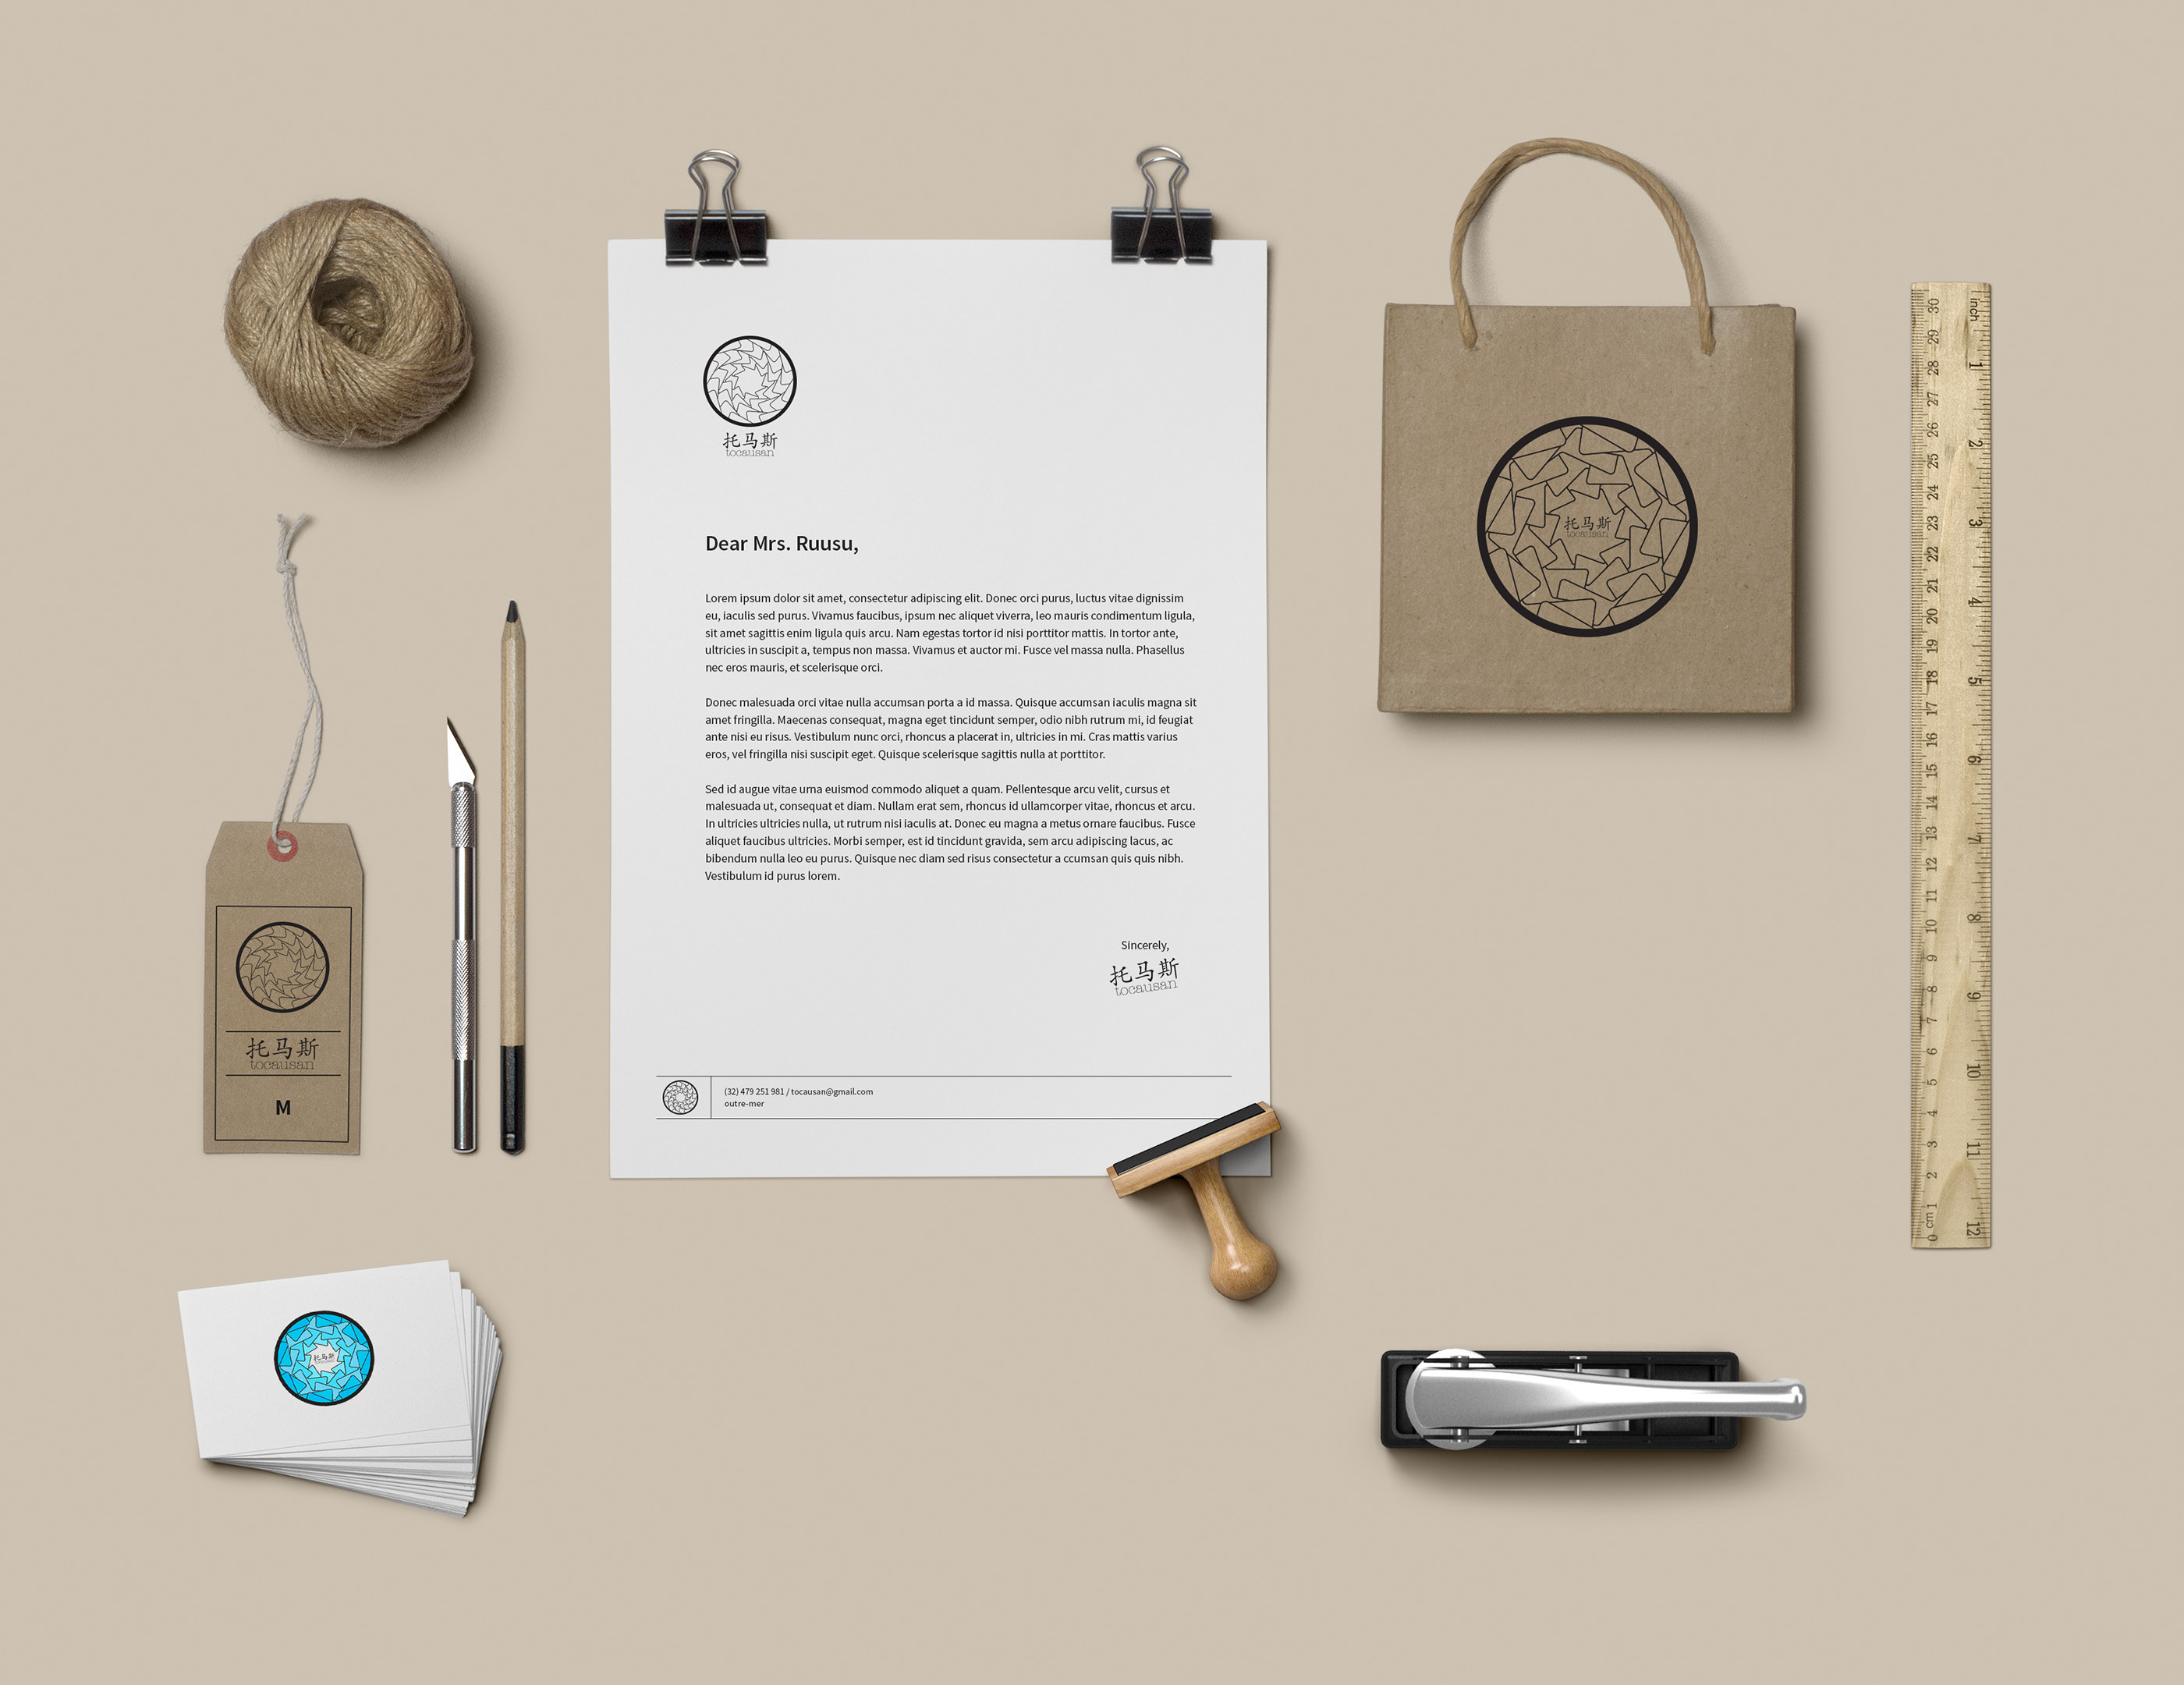 托马斯
tocausan
Dear Mrs. Ruusu,
Lorem ipsum dolor sit amet, consectetur adipiscing elit. Donec orci purus, luctus vitae dignissim
eu, iaculis sed purus. Vivamus faucibus, ipsum nec aliquet viverra, leo mauris condimentum ligula,
sit amet sagittis enim ligula quis arcu. Nam egestas tortor id nisi porttitor mattis. In tortor ante,
ultricies in suscipit a, tempus non massa. Vivamus et auctor mi. Fusce vel massa nulla. Phasellus
nec eros mauris, et scelerisque orci.
Donec malesuada orci vitae nulla accumsan porta a id massa. Quisque accumsan iaculis magna sit
amet fringilla. Maecenas consequat, magna eget tincidunt semper, odio nibh rutrum mi, id feugiat
ante nisi eu risus. Vestibulum nunc orci, rhoncus a placerat in, ultricies in mi. Cras mattis varius
eros, vel fringilla nisi suscipit eget. Quisque scelerisque sagittis nulla at porttitor.
Sed id augue vitae urna euismod commodo aliquet a quam. Pellentesque arcu velit, cursus et
malesuada ut, consequat et diam. Nullam erat sem, rhoncus id ullamcorper vitae, rhoncus et arcu.
In ultricies ultricies nulla, ut rutrum nisi iaculis at. Donec eu magna a metus ornare faucibus. Fusce
aliquet faucibus ultricies. Morbi semper, est id tincidunt gravida, sem arcu adipiscing lacus, ac
bibendum nulla leo eu purus. Quisque nec diam sed risus consectetur a ccumsan quis quis nibh.
Vestibulum id purus lorem.
Sincerely,
托马斯
tocausan
(32) 479 251 981 / tocausan@gmail.com
outre-mer
托马斯
tocausan
M
托马斯
托马斯
tocausan
0 cm 1 2 3 4 5 6 7 8 9 10 11 12 13 14 15 16 17 18 19 20 21 22 23 24 25 26 27 28 29 30
inch 1 2 3 4 5 6 7 8 9 10 11 12